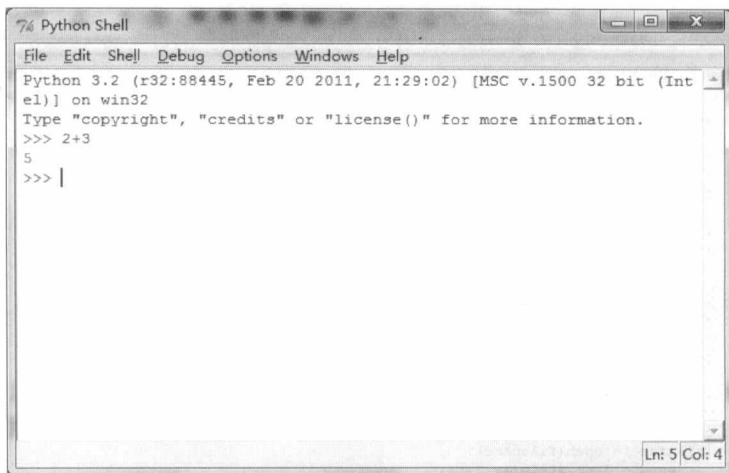 Python Shell
File Edit Shell Debug Options Windows Help
Python 3.2 (r32:88445, Feb 20 2011, 21:29:02) [MSC v.1500 32 bit (Int
el)] on win32
Type "copyright", "credits" or "license()" for more information.
>>> 2+3
5
>>>
Ln: 5 Col: 4